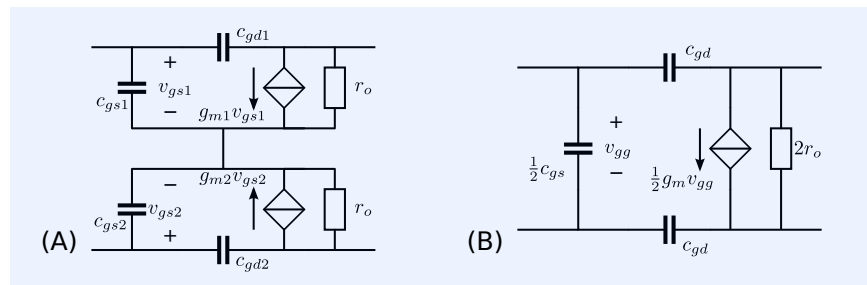 c_{gd1}
+
c_{gs1}
v_{gs1}
−
g_{m1}v_{gs1}
r_o
g_{m2}v_{gs2}
−
c_{gs2}
v_{gs2}
+
r_o
(A)
c_{gd2}
c_{gd}
+
\frac{1}{2}c_{gs}
v_{gg}
−
\frac{1}{2}g_m v_{gg}
2r_o
(B)
c_{gd}